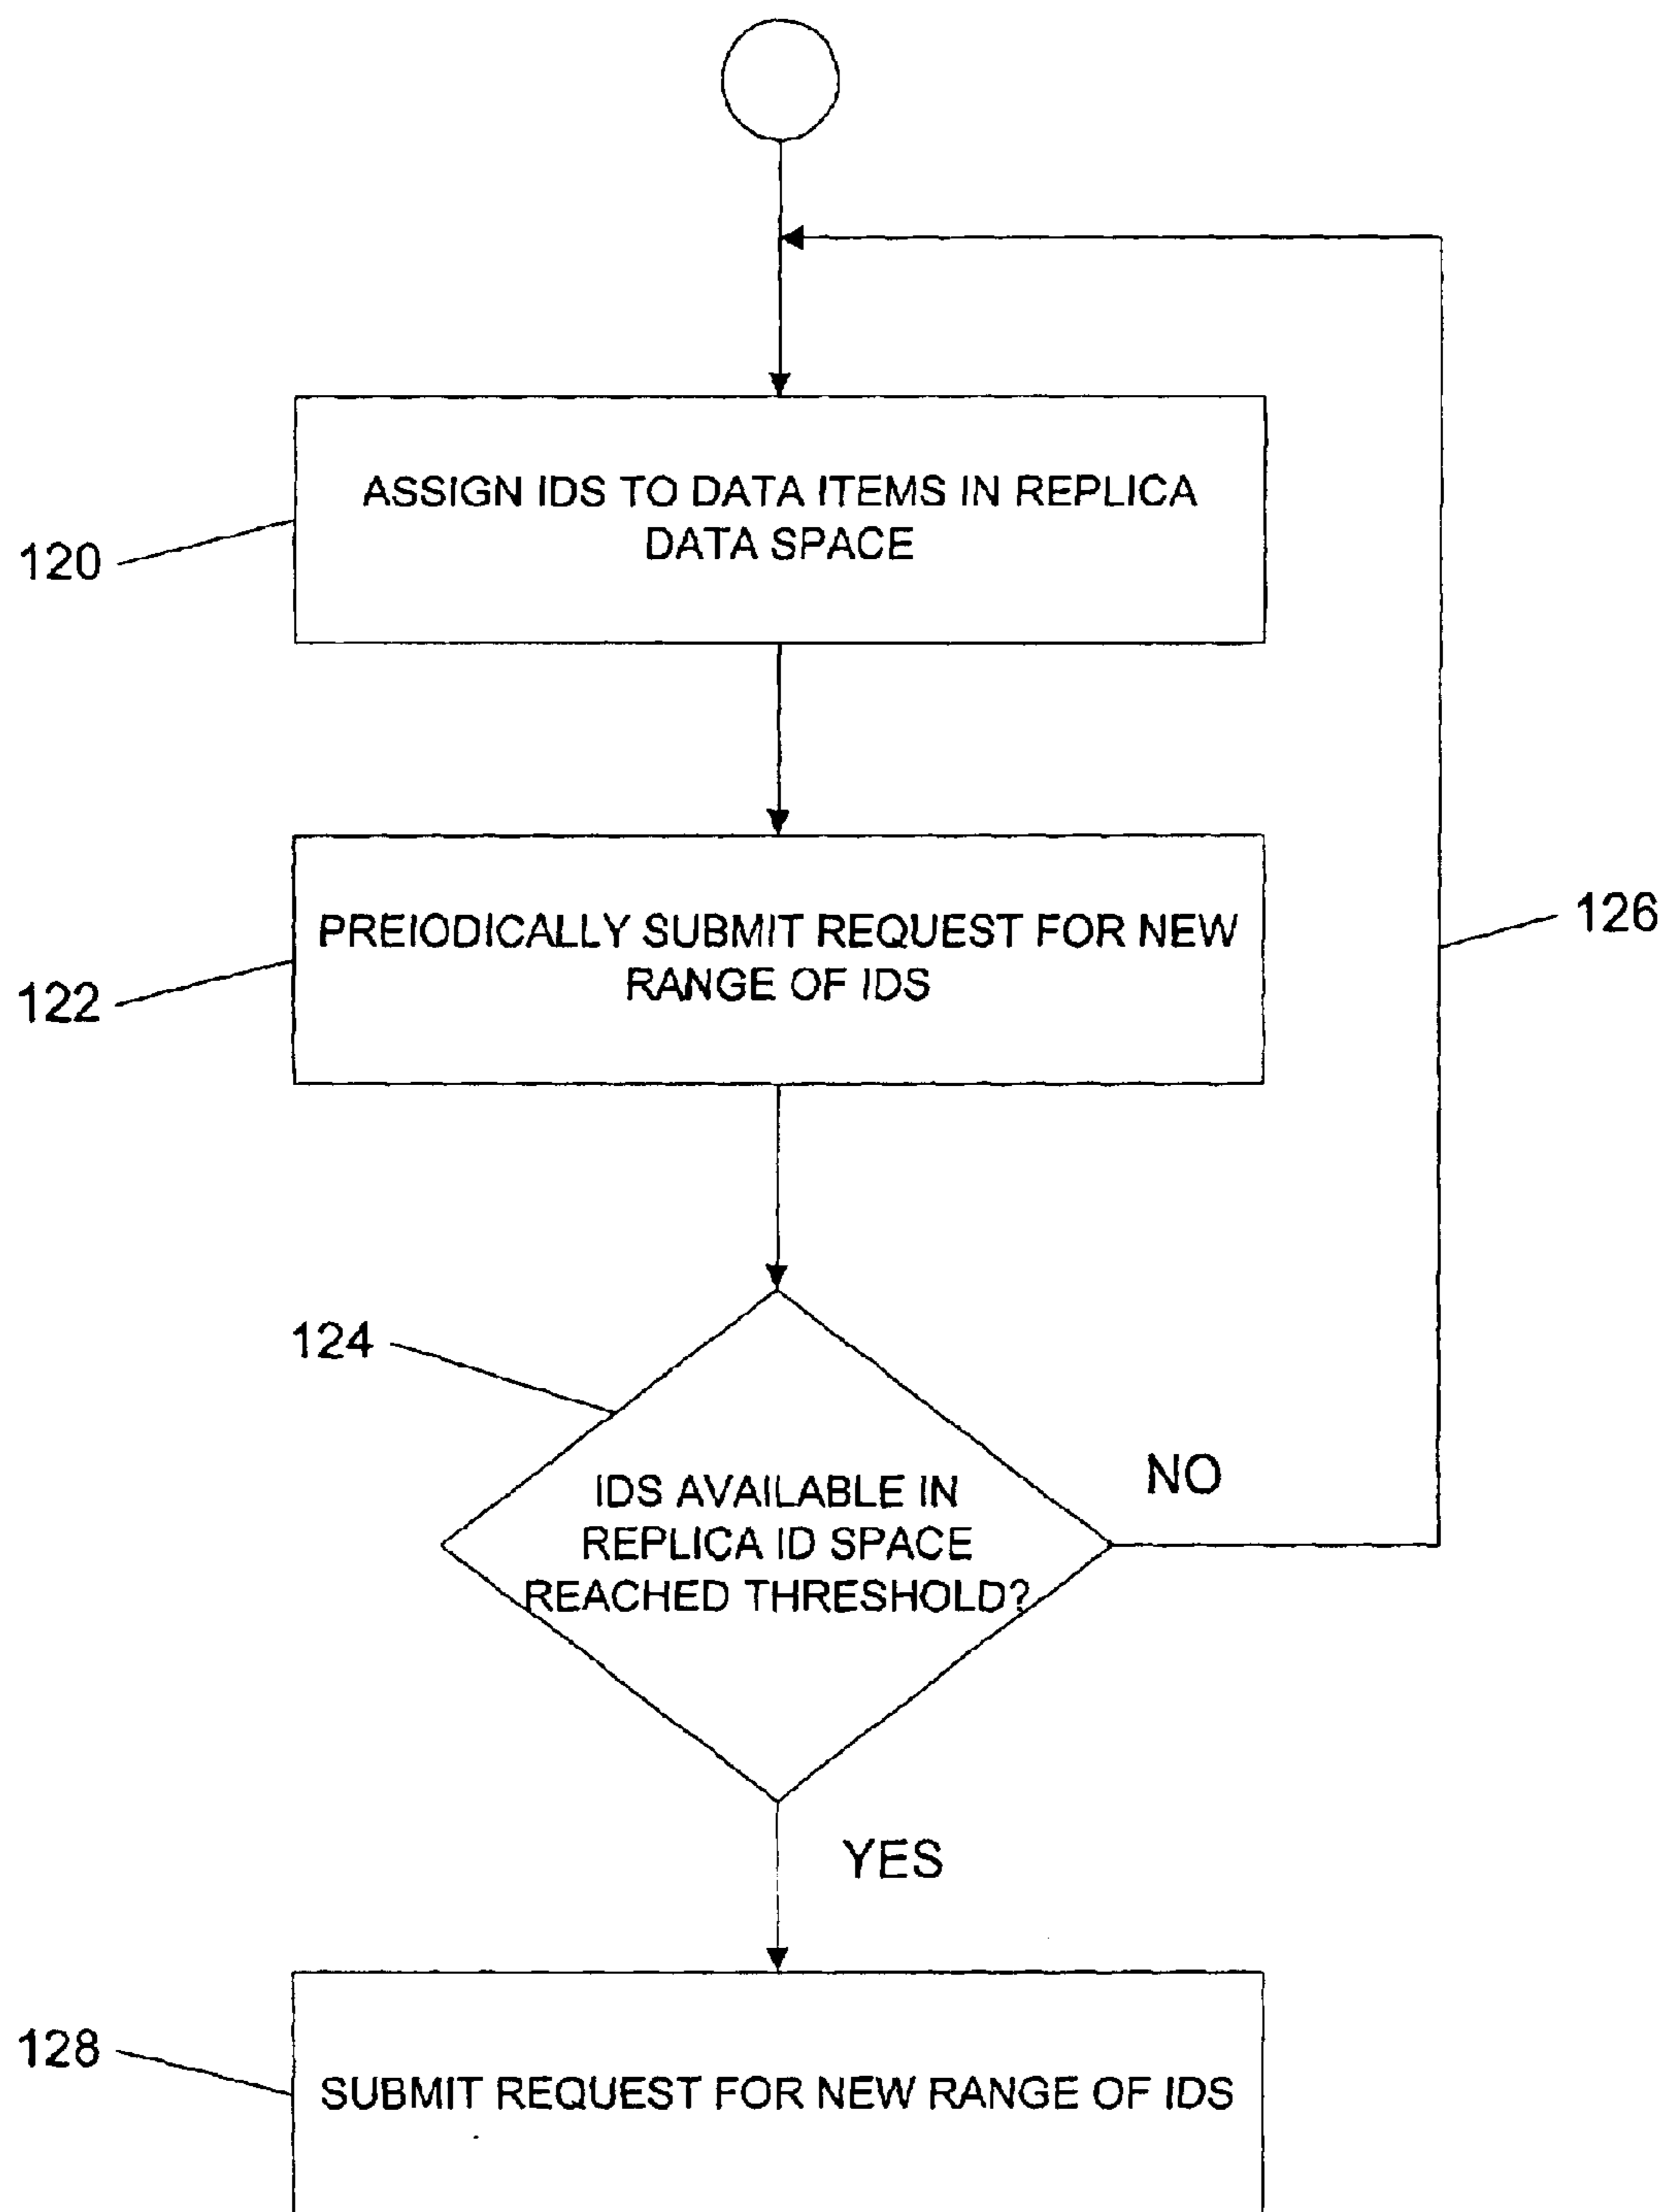 ASSIGN IDS TO DATA ITEMS IN REPLICA
DATA SPACE
120
PREIODICALLY SUBMIT REQUEST FOR NEW
RANGE OF IDS
122
126
124
IDS AVAILABLE IN
REPLICA ID SPACE
REACHED THRESHOLD?
NO
YES
128
SUBMIT REQUEST FOR NEW RANGE OF IDS